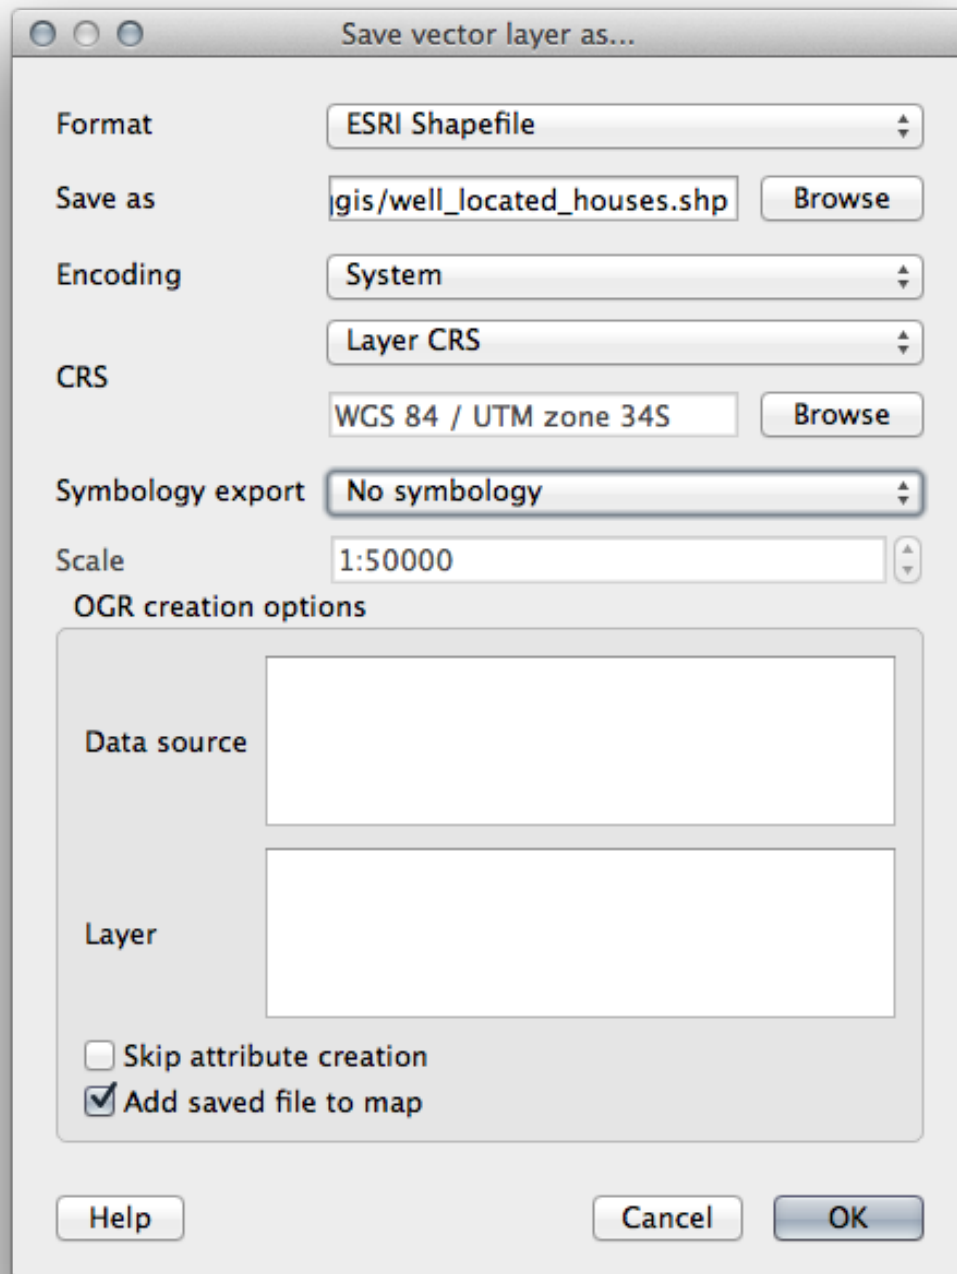 Save vector layer as...
Format ESRI Shapefile
Save as gis/well_located_houses.shp Browse
Encoding System
Layer CRS
CRS
WGS 84 / UTM zone 34S Browse
Symbology export No symbology
Scale 1:50000
OGR creation options
Data source
Layer
Skip attribute creation
Add saved file to map
Help Cancel OK